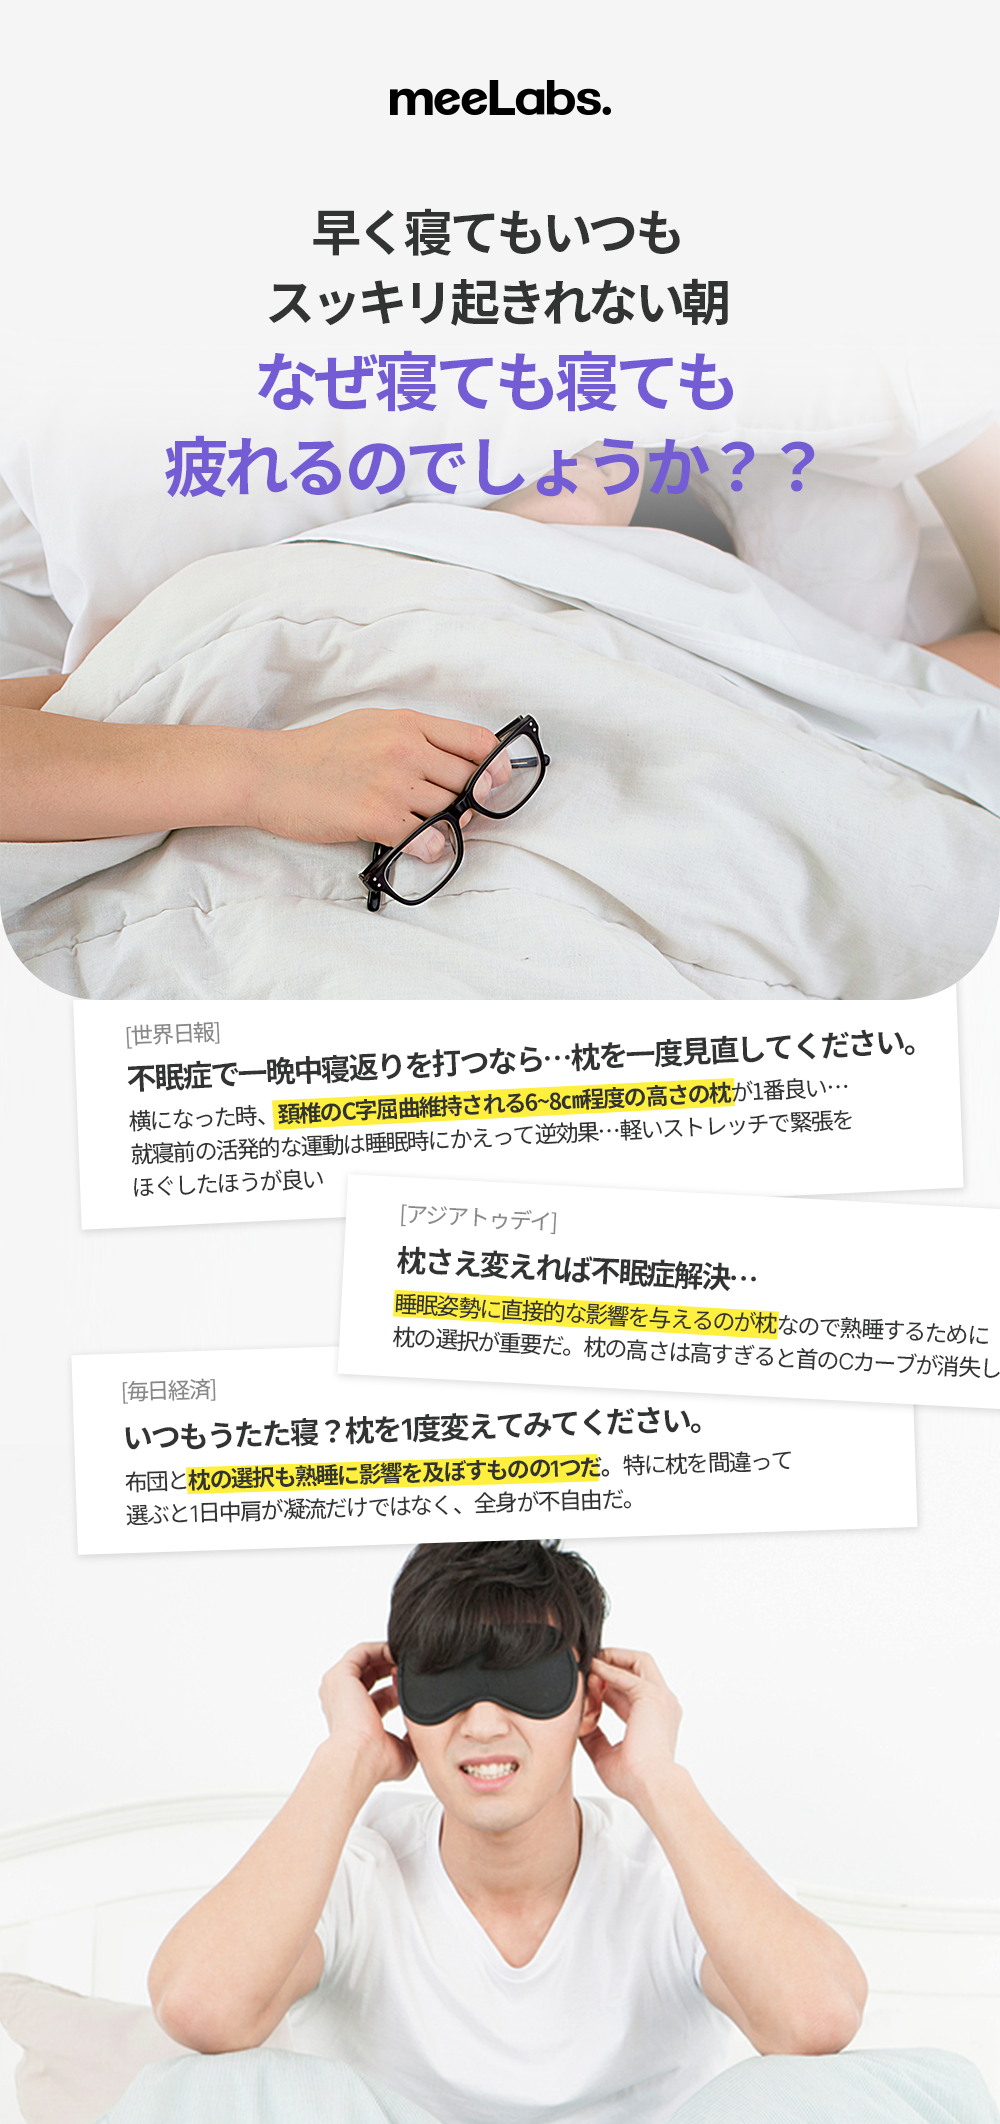 meeLabs.
早く寝てもいつも
スッキリ起きれない朝
なぜ寝ても寝ても
疲れるのでしょうか？？
[世界日報]
不眠症で一晩中寝返りを打つなら…枕を一度見直してください。
横になった時、頚椎のC字屈曲維持される6~8㎝程度の高さの枕が1番良い…
就寝前の活発的な運動は睡眠時にかえって逆効果…軽いストレッチで緊張を
ほぐしたほうが良い
[アジアトゥデイ]
枕さえ変えれば不眠症解決…
睡眠姿勢に直接的な影響を与えるのが枕なので熟睡するために
枕の選択が重要だ。枕の高さは高すぎると首のCカーブが消失し
[毎日経済]
いつもうたた寝？枕を1度変えてみてください。
布団と枕の選択も熟睡に影響を及ぼすものの1つだ。特に枕を間違って
選ぶと1日中肩が凝流だけではなく、全身が不自由だ。